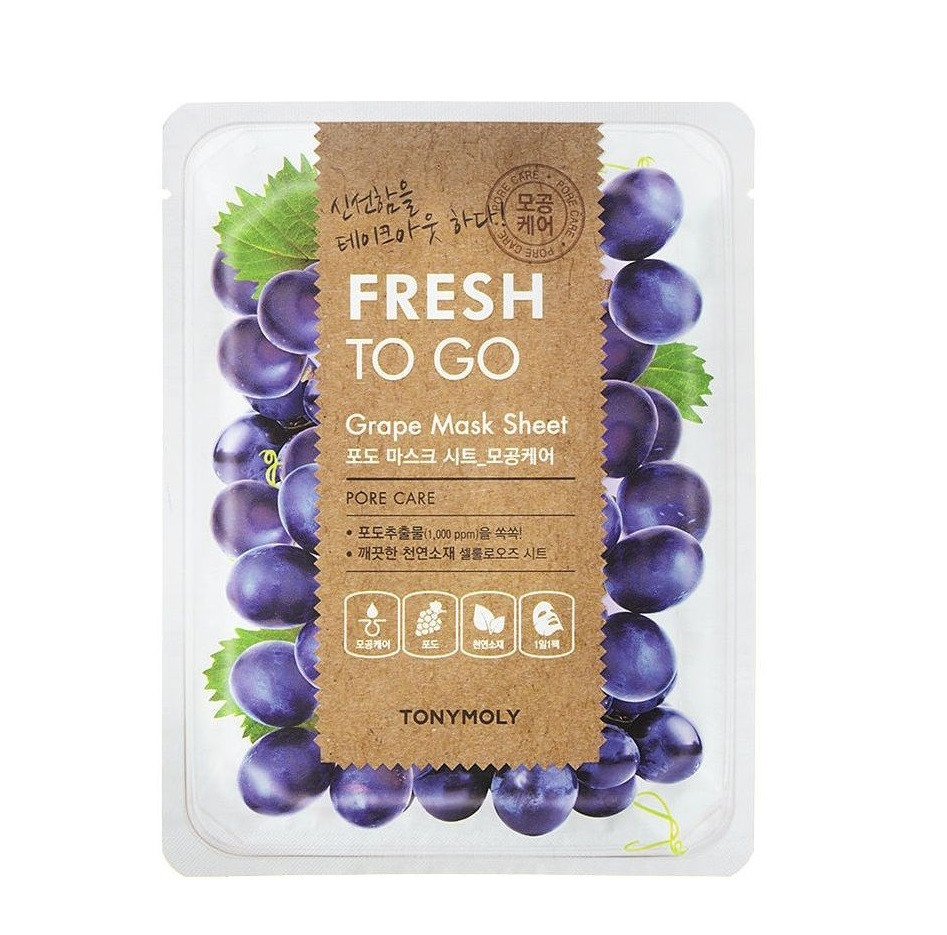 신선함을
테이크아웃 하다!
PORE CARE • PORE CARE • PORE CARE •
모공
케어
FRESH
TO GO
Grape Mask Sheet
포도 마스크 시트_모공케어
PORE CARE
• 포도추출물(1,000 ppm)을 쏙쏙!
• 깨끗한 천연소재 셀룰로오즈 시트
모공케어 포도 천연소재 1일1팩
TONYMOLY